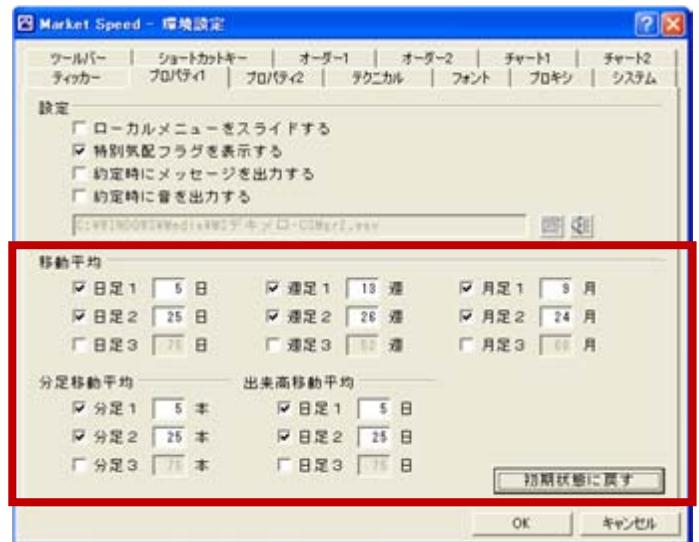 Market Speed - 環境設定
ツールバー ショートカットキー オーダー1 オーダー2 チャート1 チャート2
ティッカー プロパティ1 プロパティ2 テクニカル フォント プロキシ システム
設定
ローカルメニューをスライドする
特別気配フラグを表示する
約定時にメッセージを出力する
約定時に音を出力する
移動平均
日足1 5 日 週足1 13 週 月足1 9 月
日足2 25 日 週足2 26 週 月足2 24 月
日足3 75 日 週足3 52 週 月足3 60 月
分足移動平均 出来高移動平均
分足1 5 本 日足1 5 日
分足2 25 本 日足2 25 日
分足3 75 本 日足3 75 日
初期状態に戻す
OK キャンセル